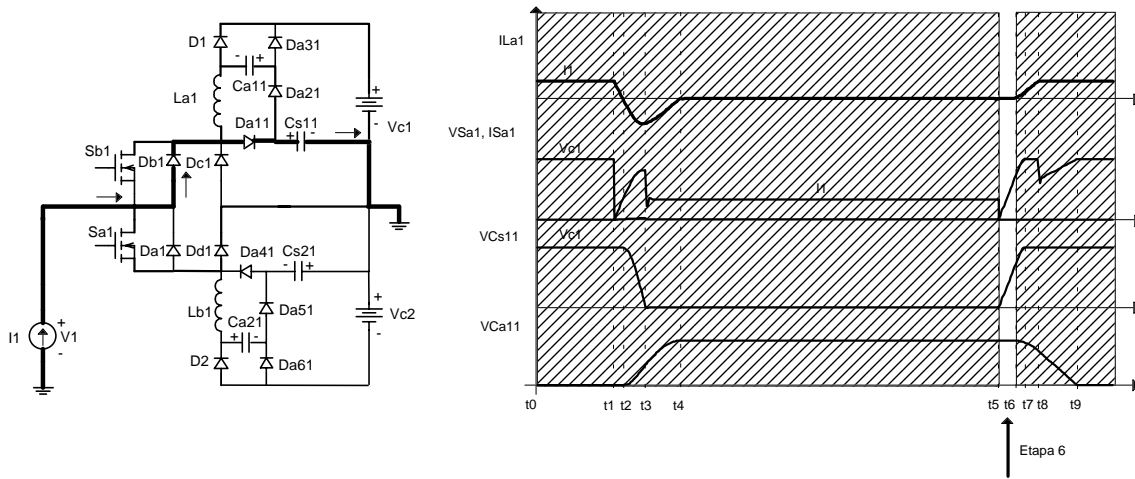 D1
Da31
- +
Ca11
La1
Da21
+
-
Vc1
Da11
Cs11
+ -
Sb1
Db1
Dc1
Sa1
Da1
Dd1
Da41
Cs21
- +
Lb1
Da51
+
-
Vc2
Ca21
+ -
I1
+
V1
-
D2
Da61
ILa1
I1
VSa1, ISa1
Vc1
I1
VCs11
Vc1
VCa11
t0
t1
t2
t3
t4
t5
t6
t7
t8
t9
Etapa 6